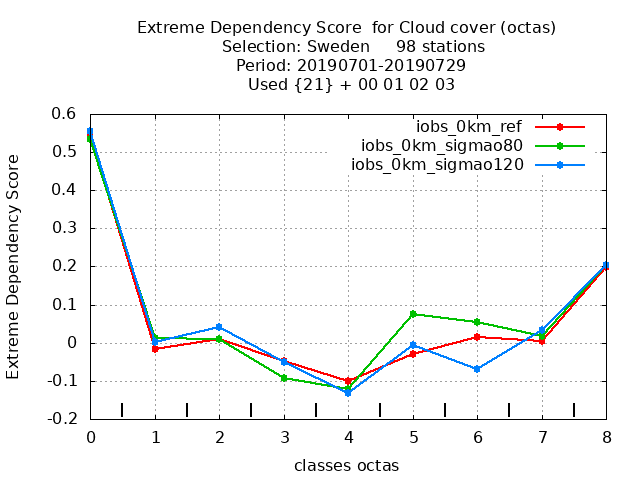 Extreme Dependency Score  for Cloud cover (octas)
Selection: Sweden     98 stations
Period: 20190701-20190729
Used {21} + 00 01 02 03
iobs_0km_ref
iobs_0km_sigmao80
iobs_0km_sigmao120
Extreme Dependency Score
0.6
0.5
0.4
0.3
0.2
0.1
0
-0.1
-0.2
0 1 2 3 4 5 6 7 8
classes octas